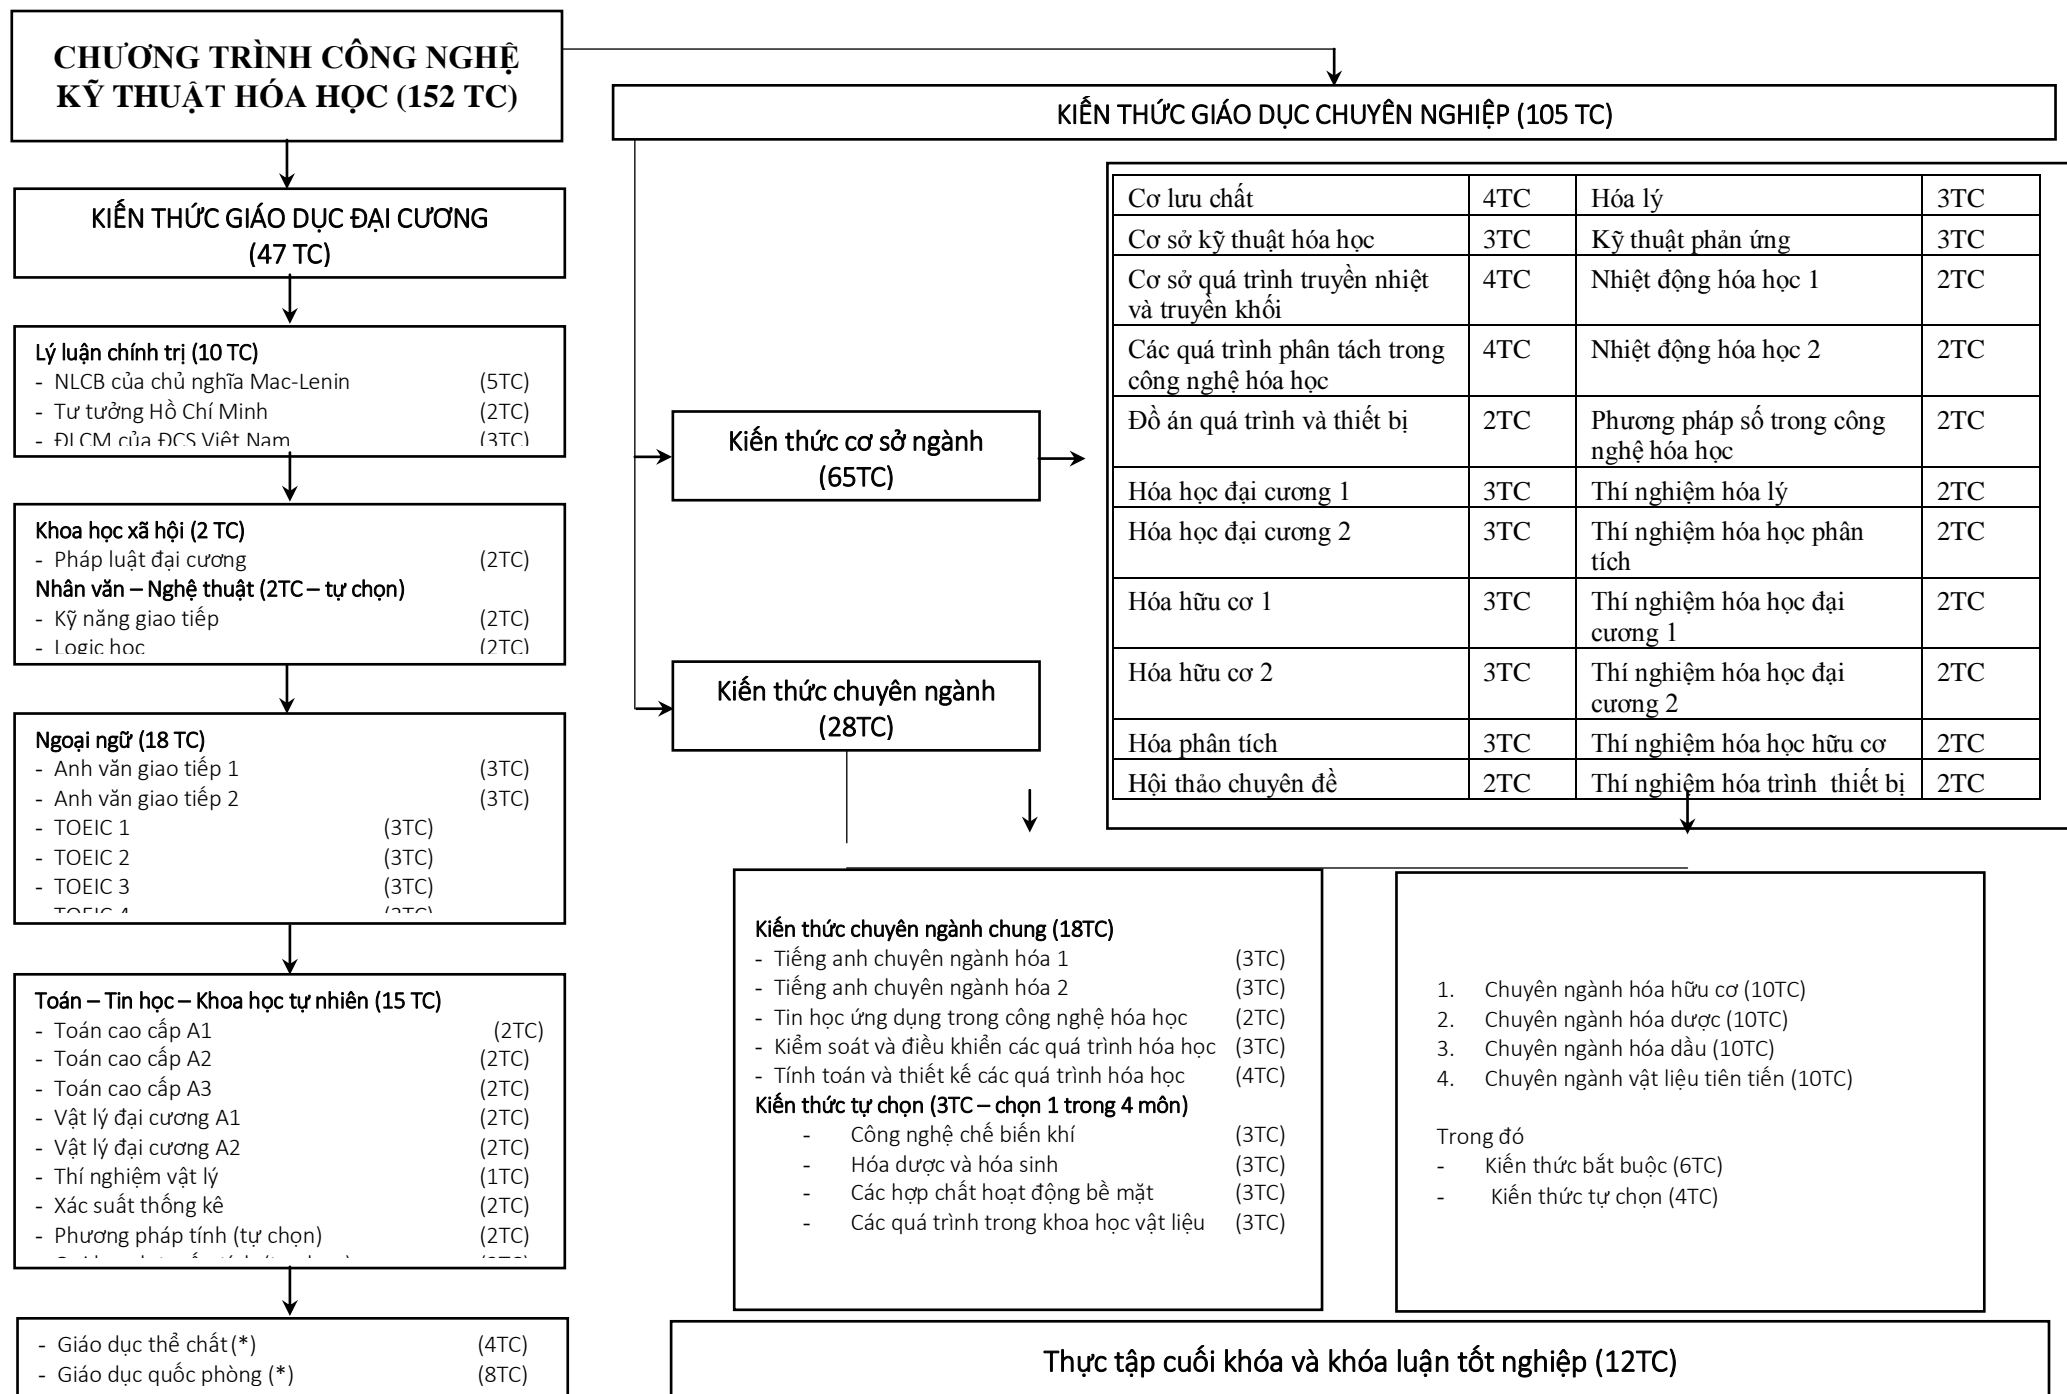 CHƯƠNG TRÌNH CÔNG NGHỆ
KỸ THUẬT HÓA HỌC (152 TC)
KIẾN THỨC GIÁO DỤC ĐẠI CƯƠNG
(47 TC)
Lý luận chính trị (10 TC)
- NLCB của chủ nghĩa Mac-Lenin (5TC)
- Tư tưởng Hồ Chí Minh (2TC)
- ĐLCM của ĐCS Việt Nam (3TC)
Khoa học xã hội (2 TC)
- Pháp luật đại cương (2TC)
Nhân văn – Nghệ thuật (2TC – tự chọn)
- Kỹ năng giao tiếp (2TC)
- Logic học (2TC)
Ngoại ngữ (18 TC)
- Anh văn giao tiếp 1 (3TC)
- Anh văn giao tiếp 2 (3TC)
- TOEIC 1 (3TC)
- TOEIC 2 (3TC)
- TOEIC 3 (3TC)
- TOEIC 4 (3TC)
Toán – Tin học – Khoa học tự nhiên (15 TC)
- Toán cao cấp A1 (2TC)
- Toán cao cấp A2 (2TC)
- Toán cao cấp A3 (2TC)
- Vật lý đại cương A1 (2TC)
- Vật lý đại cương A2 (2TC)
- Thí nghiệm vật lý (1TC)
- Xác suất thống kê (2TC)
- Phương pháp tính (tự chọn) (2TC)
- Giáo dục thể chất (*) (4TC)
- Giáo dục quốc phòng (*) (8TC)
KIẾN THỨC GIÁO DỤC CHUYÊN NGHIỆP (105 TC)
Kiến thức cơ sở ngành
(65TC)
Cơ lưu chất 4TC Hóa lý 3TC
Cơ sở kỹ thuật hóa học 3TC Kỹ thuật phản ứng 3TC
Cơ sở quá trình truyền nhiệt 4TC Nhiệt động hóa học 1 2TC
và truyền khối
Các quá trình phân tách trong 4TC Nhiệt động hóa học 2 2TC
công nghệ hóa học
Đồ án quá trình và thiết bị 2TC Phương pháp số trong công 2TC
nghệ hóa học
Hóa học đại cương 1 3TC Thí nghiệm hóa lý 2TC
Hóa học đại cương 2 3TC Thí nghiệm hóa học phân 2TC
tích
Hóa hữu cơ 1 3TC Thí nghiệm hóa học đại 2TC
cương 1
Hóa hữu cơ 2 3TC Thí nghiệm hóa học đại 2TC
cương 2
Hóa phân tích 3TC Thí nghiệm hóa học hữu cơ 2TC
Hội thảo chuyên đề 2TC Thí nghiệm hóa trình thiết bị 2TC
Kiến thức chuyên ngành
(28TC)
Kiến thức chuyên ngành chung (18TC)
- Tiếng anh chuyên ngành hóa 1 (3TC)
- Tiếng anh chuyên ngành hóa 2 (3TC)
- Tin học ứng dụng trong công nghệ hóa học (2TC)
- Kiểm soát và điều khiển các quá trình hóa học (3TC)
- Tính toán và thiết kế các quá trình hóa học (4TC)
Kiến thức tự chọn (3TC – chọn 1 trong 4 môn)
- Công nghệ chế biến khí (3TC)
- Hóa dược và hóa sinh (3TC)
- Các hợp chất hoạt động bề mặt (3TC)
- Các quá trình trong khoa học vật liệu (3TC)
1. Chuyên ngành hóa hữu cơ (10TC)
2. Chuyên ngành hóa dược (10TC)
3. Chuyên ngành hóa dầu (10TC)
4. Chuyên ngành vật liệu tiên tiến (10TC)
Trong đó
- Kiến thức bắt buộc (6TC)
- Kiến thức tự chọn (4TC)
Thực tập cuối khóa và khóa luận tốt nghiệp (12TC)